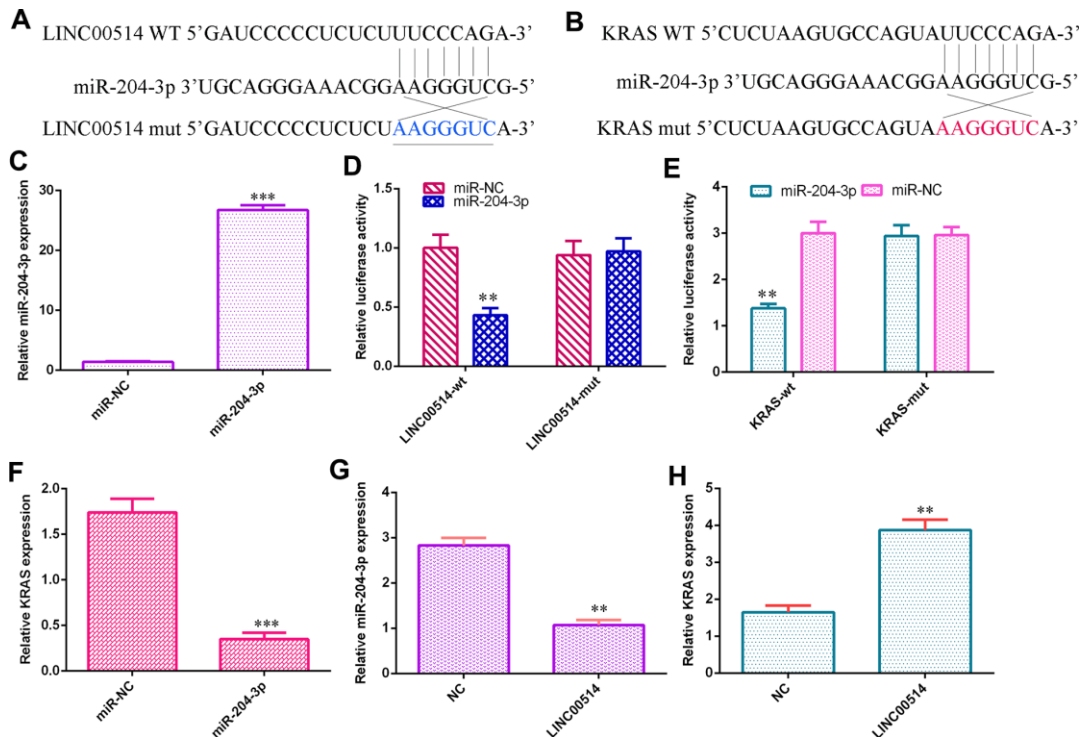 A
LINC00514 WT 5’GAUCCCCCUCUCUUUCCCAGA-3’
miR-204-3p 3’UGCAGGGAAACGGAAGGGUCG-5’
LINC00514 mut 5’GAUCCCCCUCUCUAAGGGUCA-3’
B
KRAS WT 5’CUCUAAGUGCCAGUAUUCCCAGA-3’
miR-204-3p 3’UGCAGGGAAACGGAAGGGUCG-5’
KRAS mut 5’CUCUAAGUGCCAGUAAAGGGUCA-3’
C
Relative miR-204-3p expression
30
20
10
0
***
miR-NC
miR-204-3p
D
Relative luciferase activity
1.5
1.0
0.5
0.0
miR-NC
miR-204-3p
**
LINC00514-wt
LINC00514-mut
E
Relative luciferase activity
4
3
2
1
0
miR-204-3p
miR-NC
**
KRAS-wt
KRAS-mut
F
Relative KRAS expression
2.0
1.5
1.0
0.5
0.0
***
miR-NC
miR-204-3p
G
Relative miR-204-3p expression
4
3
2
1
0
**
NC
LINC00514
H
Relative KRAS expression
5
4
3
2
1
0
**
NC
LINC00514